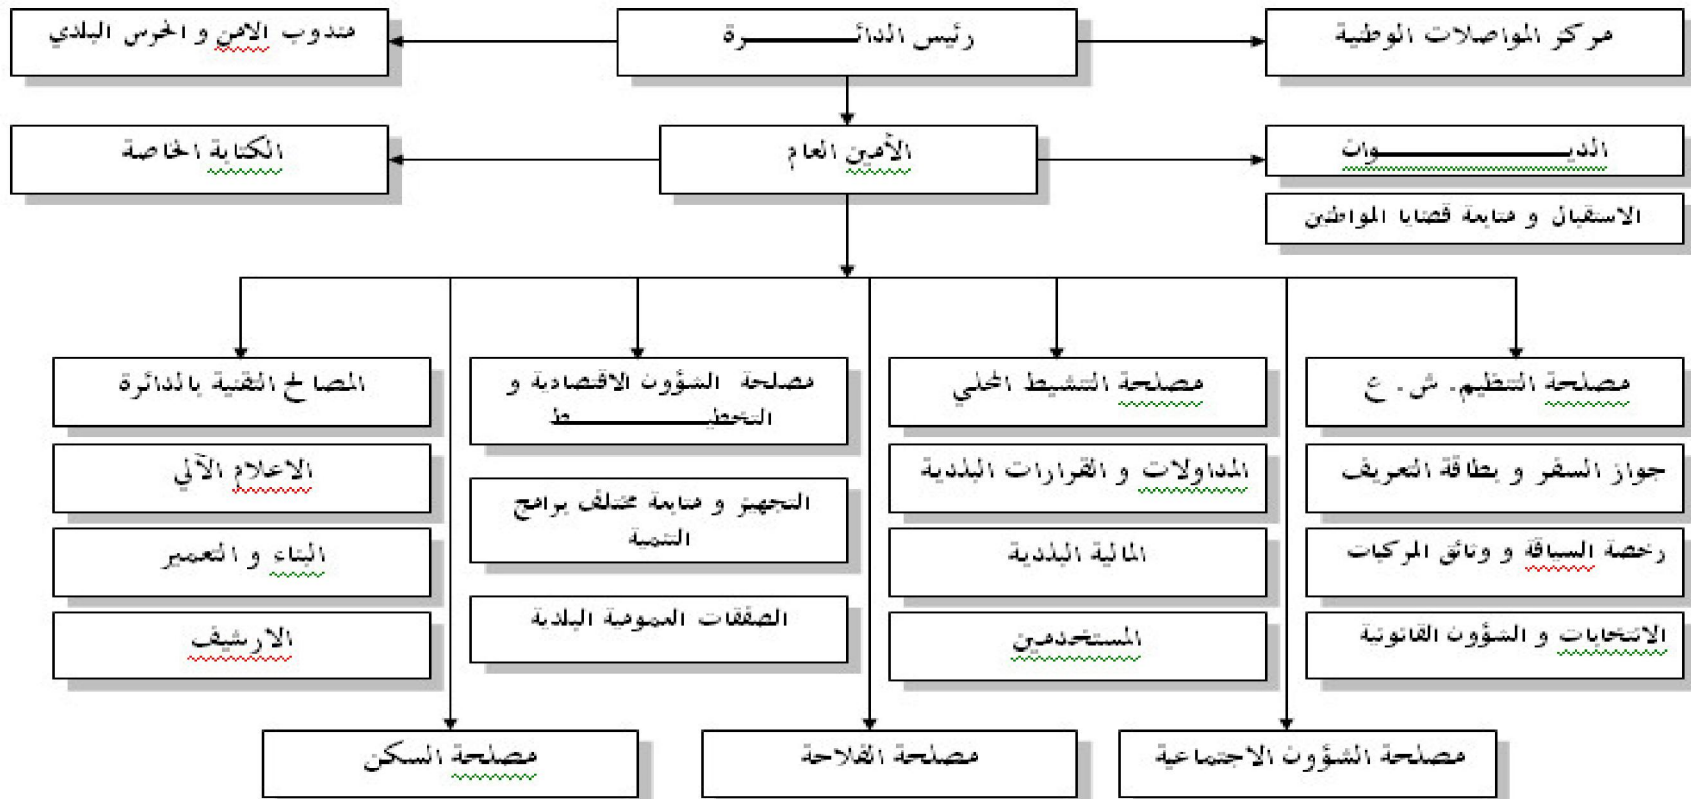 مركز المواصلات الوطنية
رئيس الدائـــــــــرة
مندوب الامن و الحرس البلدي
الديـــــــــــــــوان
الأمين العام
الكتابة الخاصة
الاستقبال و متابعة قضايا المواطنين
مصلحة التنظيم. ش. ع
مصلحة التنشيط المحلي
مصلحة الشؤون الاقتصادية و
التخطيـــــــــــــــط
المصالح التقنية بالدائرة
جواز السفر و بطاقة التعريف
المداولات و القرارات البلدية
التجهيز و متابعة مختلف برامج
التنمية
الاعلام الآلي
رخصة السياقة و وثائق المركبات
المالية البلدية
الصفقات العمومية البلدية
البناء و التعمير
الانتخابات و الشؤون القانونية
المستخدمين
الارشيف
مصلحة الشؤون الاجتماعية
مصلحة الفلاحة
مصلحة السكن